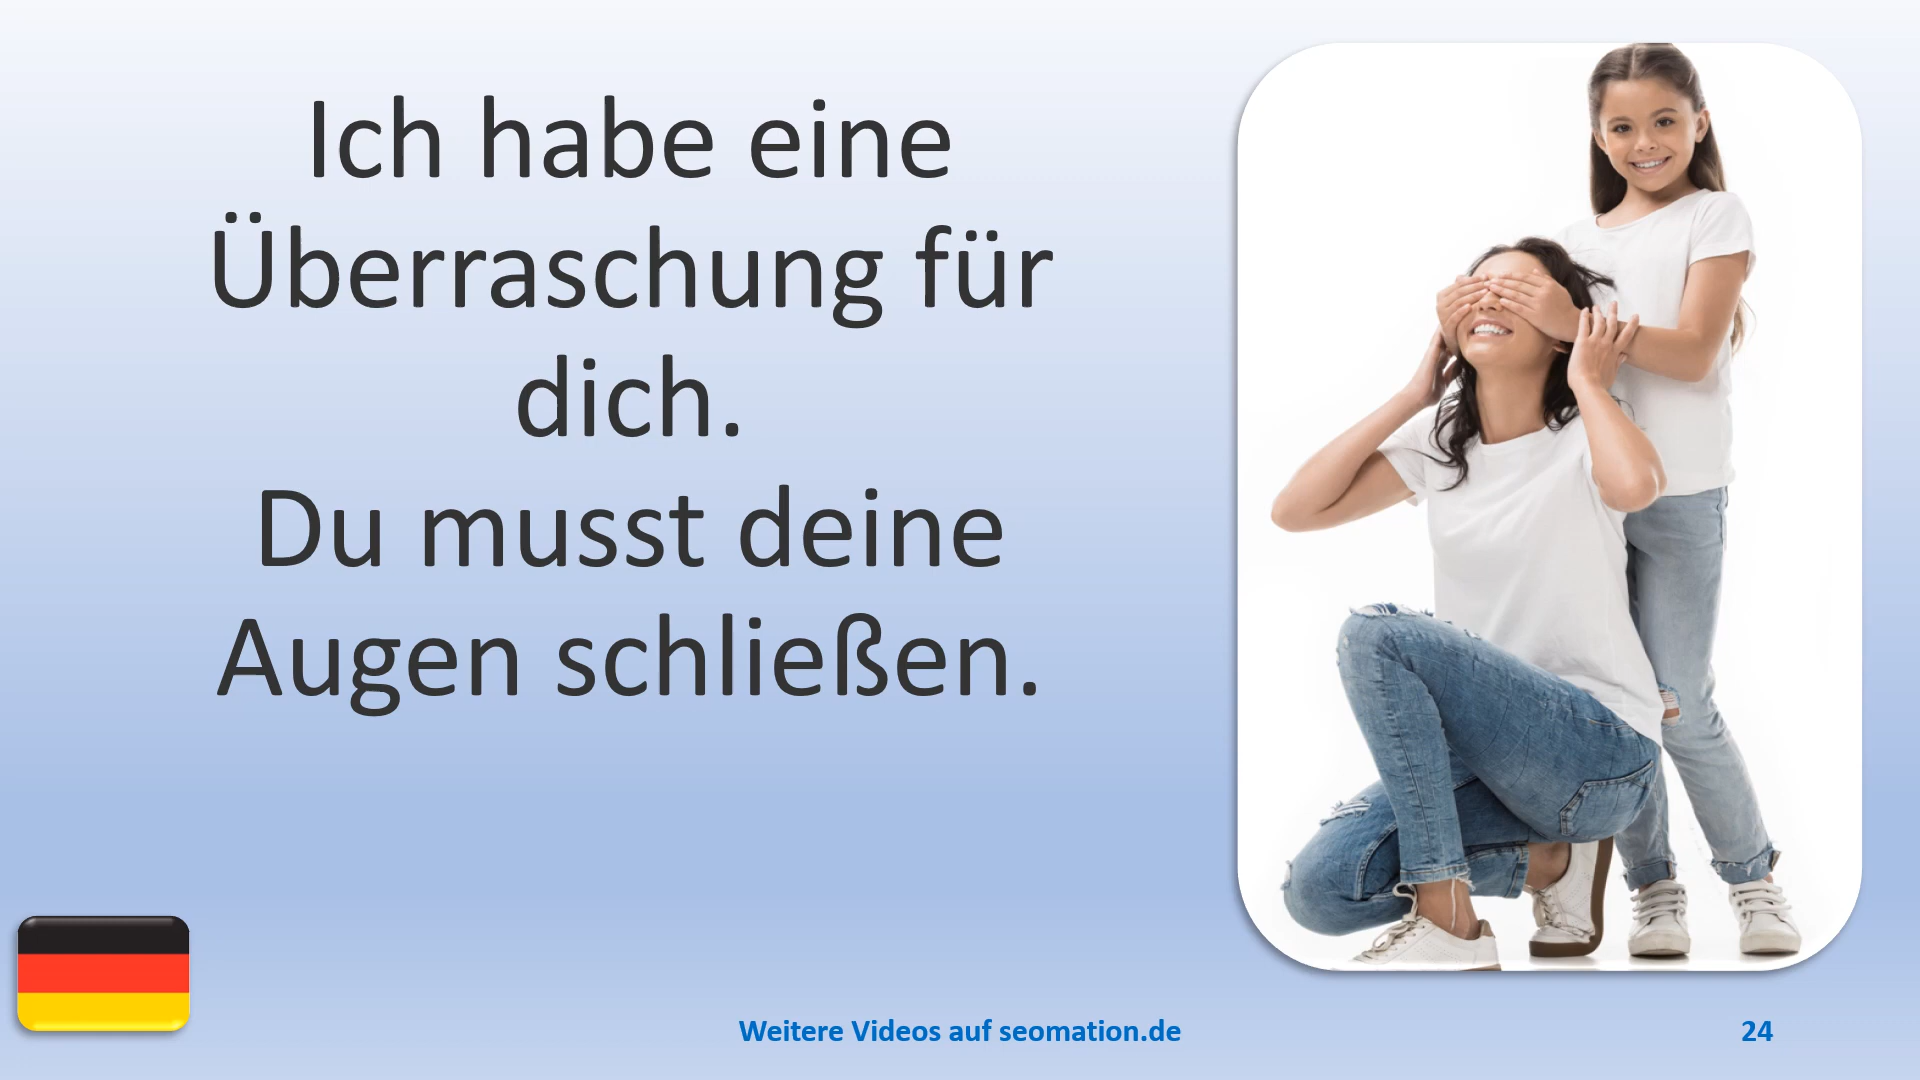 Ich habe eine
Überraschung für
dich.
Du musst deine
Augen schließen.
Weitere Videos auf seomation.de
24